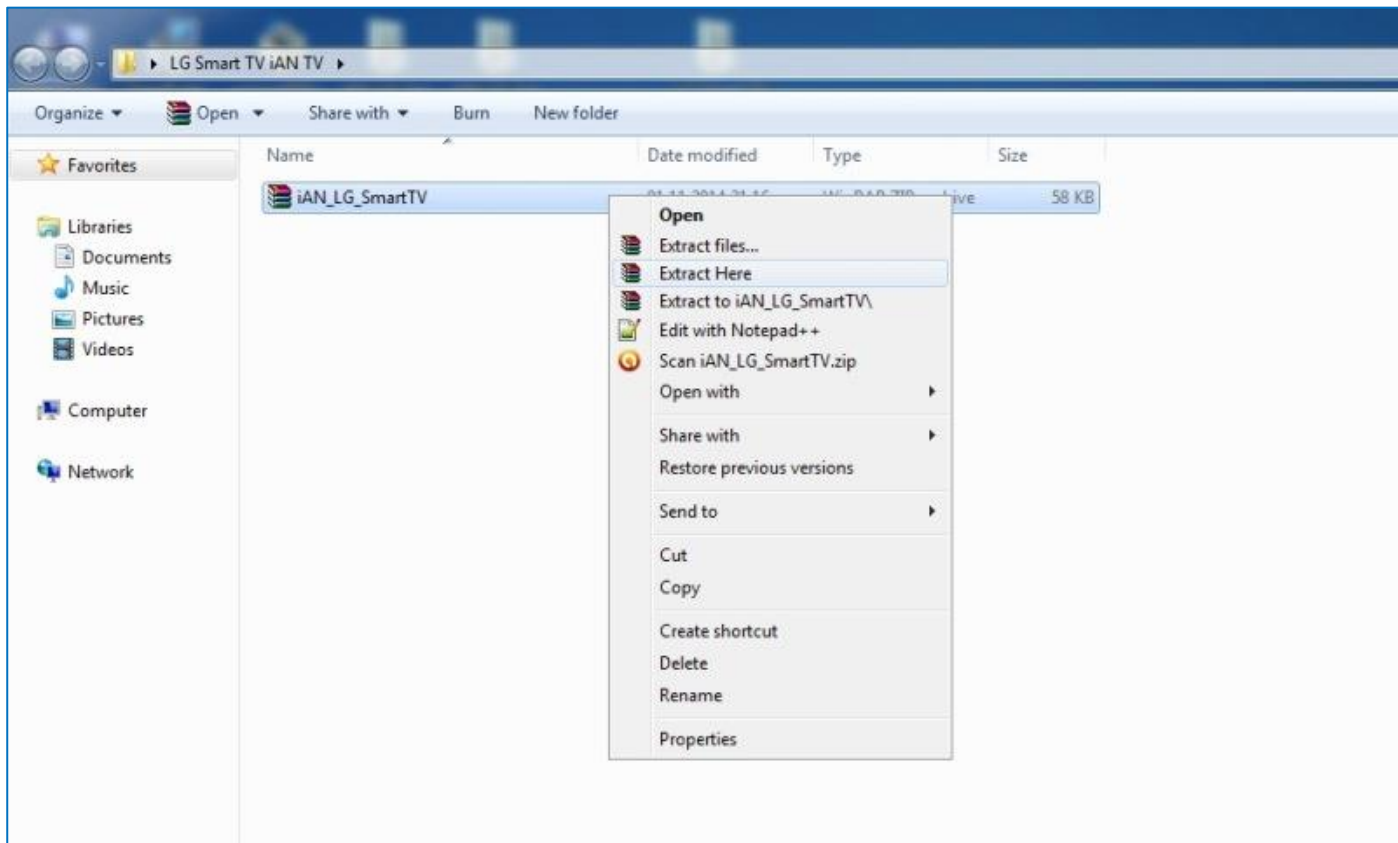 LG Smart TV iAN TV
Organize Open Share with Burn New folder
Favorites
Libraries
Documents
Music
Pictures
Videos
Computer
Network
Name Date modified Type Size
iAN_LG_SmartTV 58 KB
Open
Extract files...
Extract Here
Extract to iAN_LG_SmartTV\
Edit with Notepad++
Scan iAN_LG_SmartTV.zip
Open with
Share with
Restore previous versions
Send to
Cut
Copy
Create shortcut
Delete
Rename
Properties